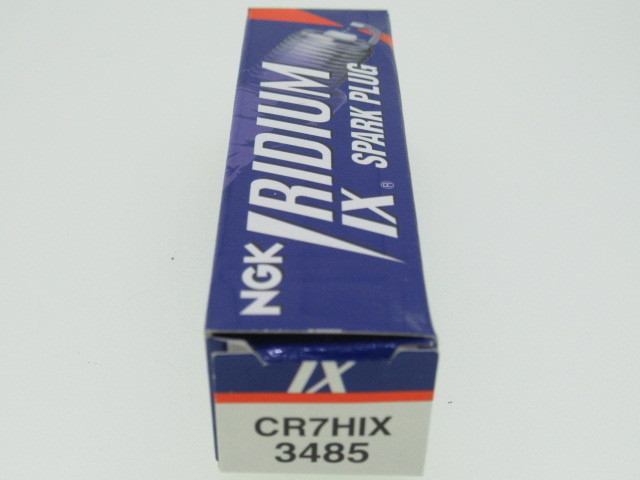 NGK
IRIDIUM
IX®
SPARK PLUG
IX
CR7HIX
3485